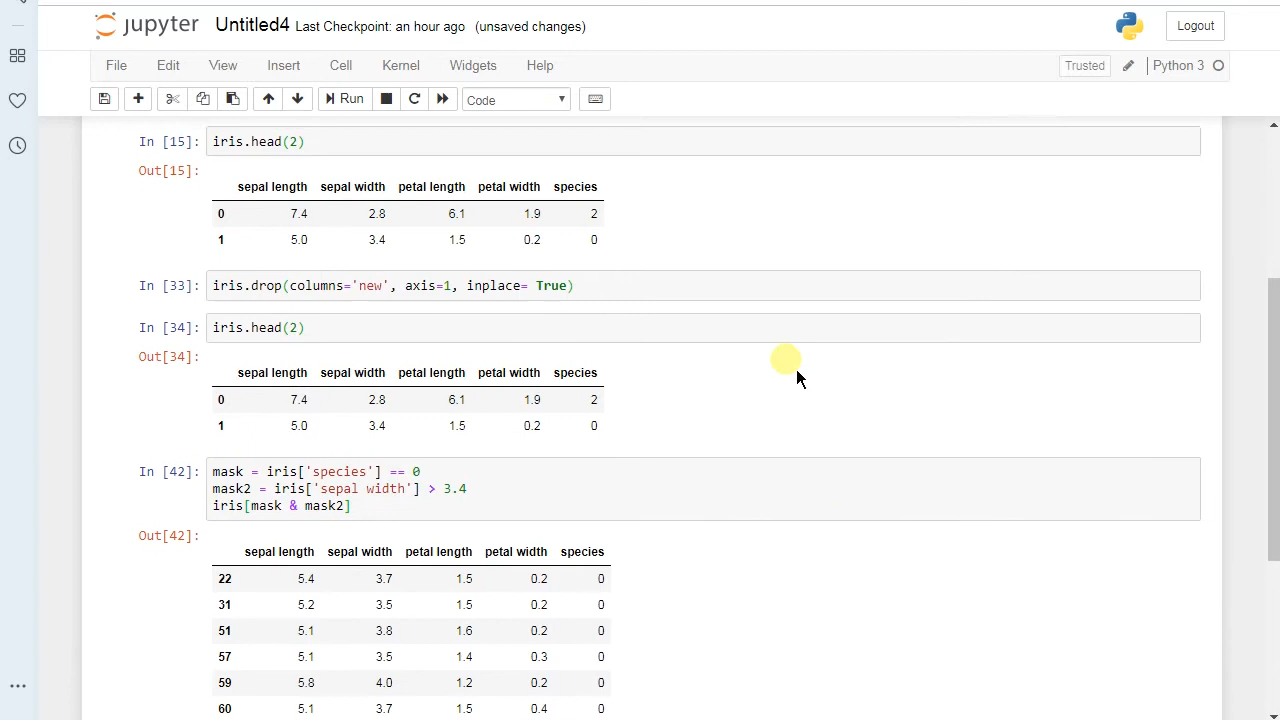 jupyter Untitled4 Last Checkpoint: an hour ago (unsaved changes) Logout
File Edit View Insert Cell Kernel Widgets Help Trusted Python 3
Run Code
In [15]: iris.head(2)
Out[15]:
sepal length sepal width petal length petal width species
0 7.4 2.8 6.1 1.9 2
1 5.0 3.4 1.5 0.2 0
In [33]: iris.drop(columns='new', axis=1, inplace= True)
In [34]: iris.head(2)
Out[34]:
sepal length sepal width petal length petal width species
0 7.4 2.8 6.1 1.9 2
1 5.0 3.4 1.5 0.2 0
In [42]: mask = iris['species'] == 0
mask2 = iris['sepal width'] > 3.4
iris[mask & mask2]
Out[42]:
sepal length sepal width petal length petal width species
22 5.4 3.7 1.5 0.2 0
31 5.2 3.5 1.5 0.2 0
51 5.1 3.8 1.6 0.2 0
57 5.1 3.5 1.4 0.3 0
59 5.8 4.0 1.2 0.2 0
60 5.1 3.7 1.5 0.4 0